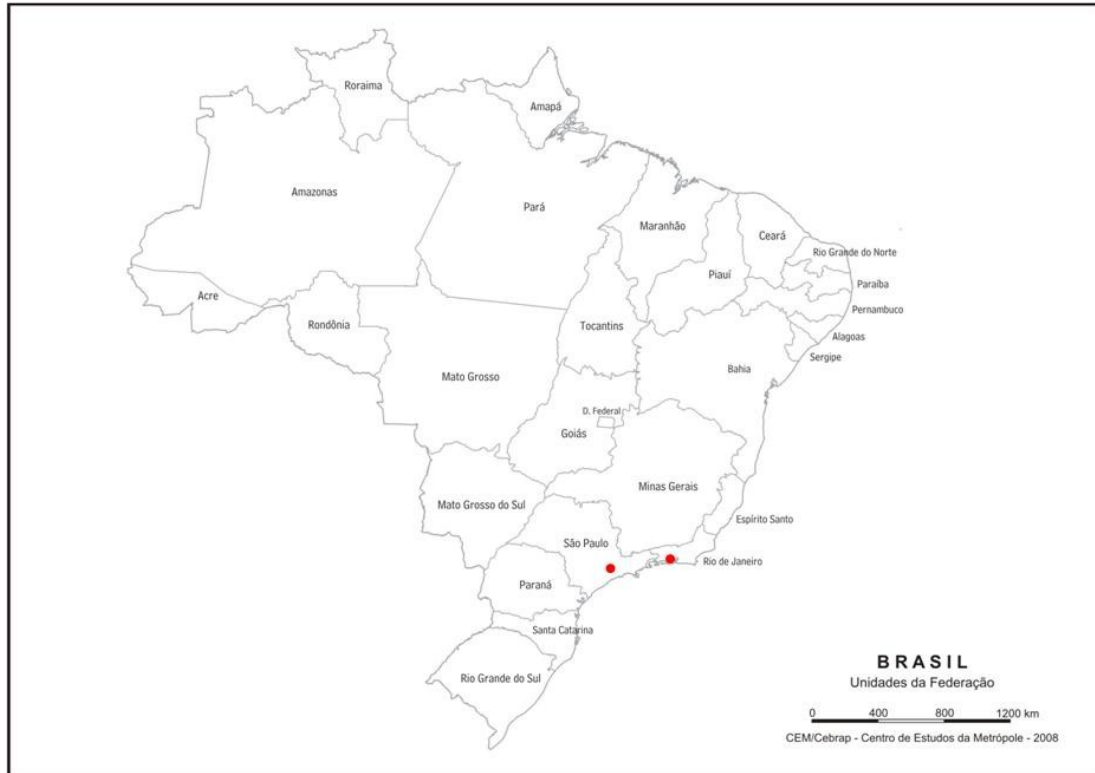 Roraima
Amapá
Amazonas
Pará
Maranhão
Ceará
Rio Grande do Norte
Piauí
Paraíba
Acre
Pernambuco
Rondônia
Tocantins
Alagoas
Sergipe
Bahia
Mato Grosso
D. Federal
Goiás
Minas Gerais
Mato Grosso do Sul
Espírito Santo
São Paulo
Rio de Janeiro
Paraná
Santa Catarina
Rio Grande do Sul
BRASIL
Unidades da Federação
0 400 800 1200 km
CEM/Cebrap - Centro de Estudos da Metrópole - 2008